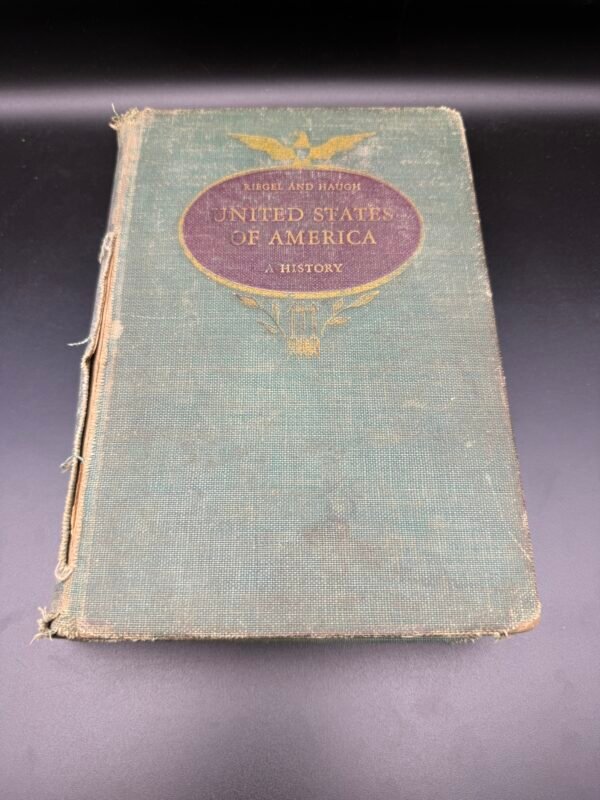 RIEGEL AND HAUGH
UNITED STATES
OF AMERICA
A HISTORY